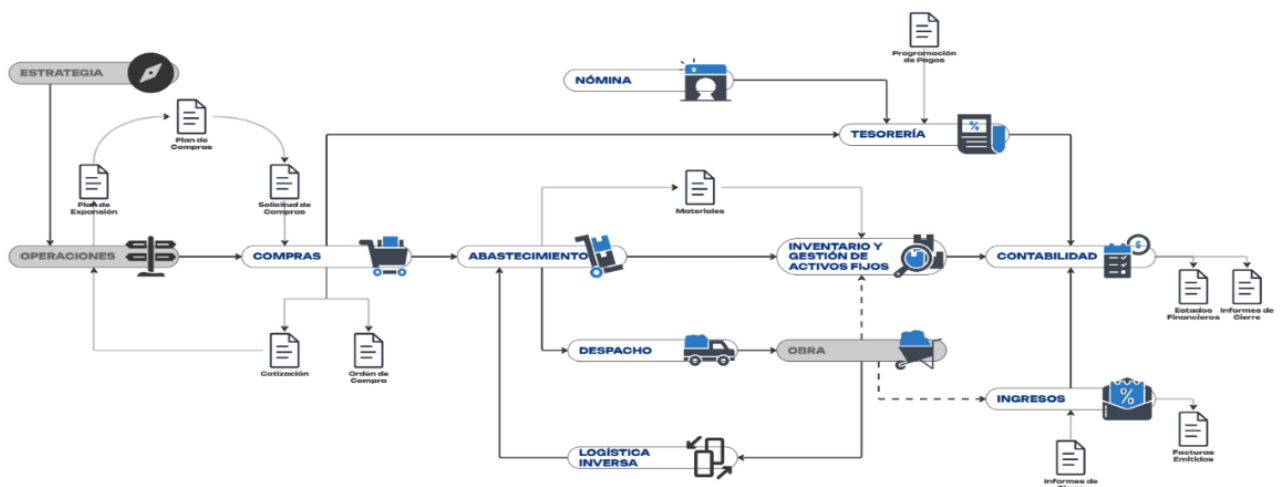 Programación
de Pagos
ESTRATEGIA
NÓMINA
TESORERÍA
Plan de
Compras
Plan de
Expansión
Solicitud de
Compras
Materiales
OPERACIONES
COMPRAS
ABASTECIMIENTO
INVENTARIO Y
GESTIÓN DE
ACTIVOS FIJOS
CONTABILIDAD
Estados
Financieros
Informes de
Cierre
DESPACHO
OBRA
Cotización
Orden de
Compra
INGRESOS
Facturas
Emitidas
LOGÍSTICA
INVERSA
Informes de